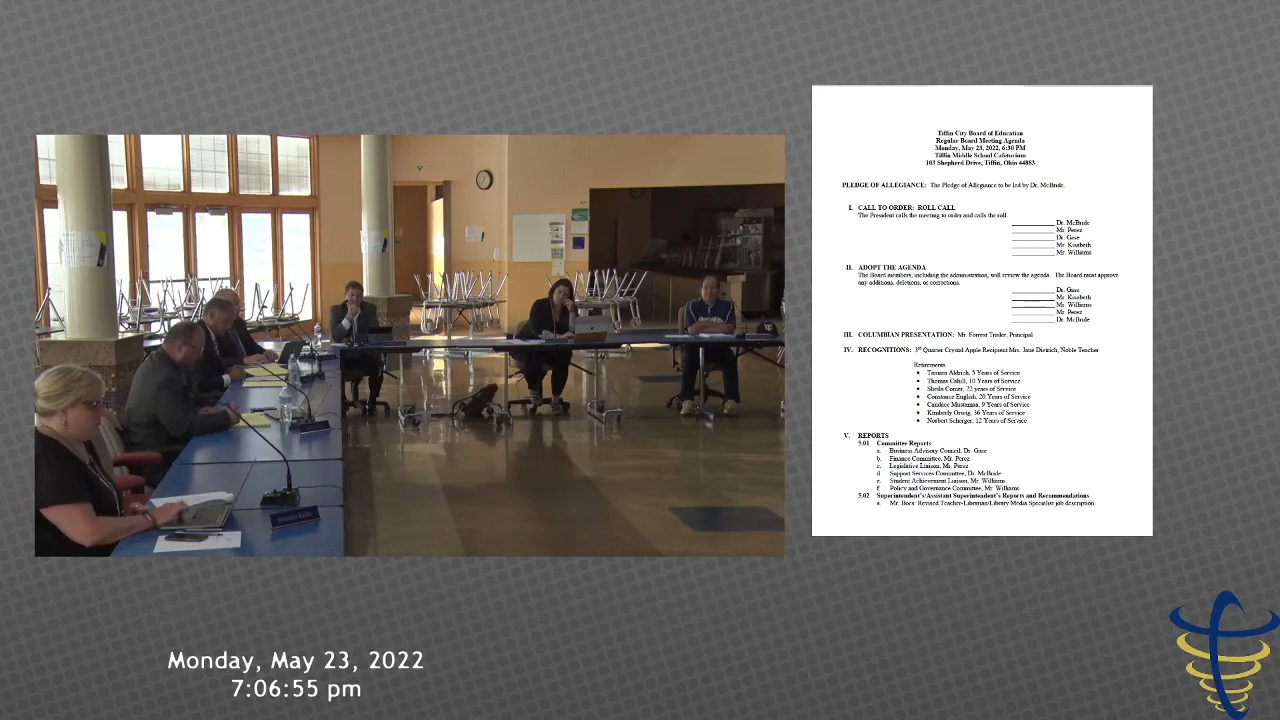 Tiffin City Board of Education
Regular Board Meeting Agenda
Monday, May 23, 2022, 6:30 PM
Tiffin Middle School Cafetorium
103 Shepherd Drive, Tiffin, Ohio 44883
PLEDGE OF ALLEGIANCE: The Pledge of Allegiance to be led by Dr. McBride.
I. CALL TO ORDER: ROLL CALL
The President calls the meeting to order and calls the roll.
Dr. McBride
Mr. Perez
Dr. Gase
Mr. Kisabeth
Mr. Williams
II. ADOPT THE AGENDA
The Board members, including the administration, will review the agenda. The Board must approve
any additions, deletions, or corrections.
Dr. Gase
Mr. Kisabeth
Mr. Williams
Mr. Perez
Dr. McBride
III. COLUMBIAN PRESENTATION: Mr. Forrest Trisler, Principal
IV. RECOGNITIONS: 3rd Quarter Crystal Apple Recipient Mrs. Jane Dietrich, Noble Teacher
Retirements
• Tamara Aldrich, 5 Years of Service
• Thomas Cahill, 10 Years of Service
• Sheila Comer, 22 years of Service
• Constance English, 20 Years of Service
• Candace Mustaman, 9 Years of Service
• Kimberly Orwig, 36 Years of Service
• Norbert Scherger, 12 Years of Service
V. REPORTS
5.01 Committee Reports
a. Business Advisory Council, Dr. Gase
b. Finance Committee, Mr. Perez
c. Legislative Liaison, Mr. Perez
d. Support Services Committee, Dr. McBride
e. Student Achievement Liaison, Mr. Williams
f. Policy and Governance Committee, Mr. Williams
5.02 Superintendent's/Assistant Superintendent's Reports and Recommendations
a. Mr. Boes: Revised Teacher-Librarian/Library Media Specialist job description
Monday, May 23, 2022
7:06:55 pm